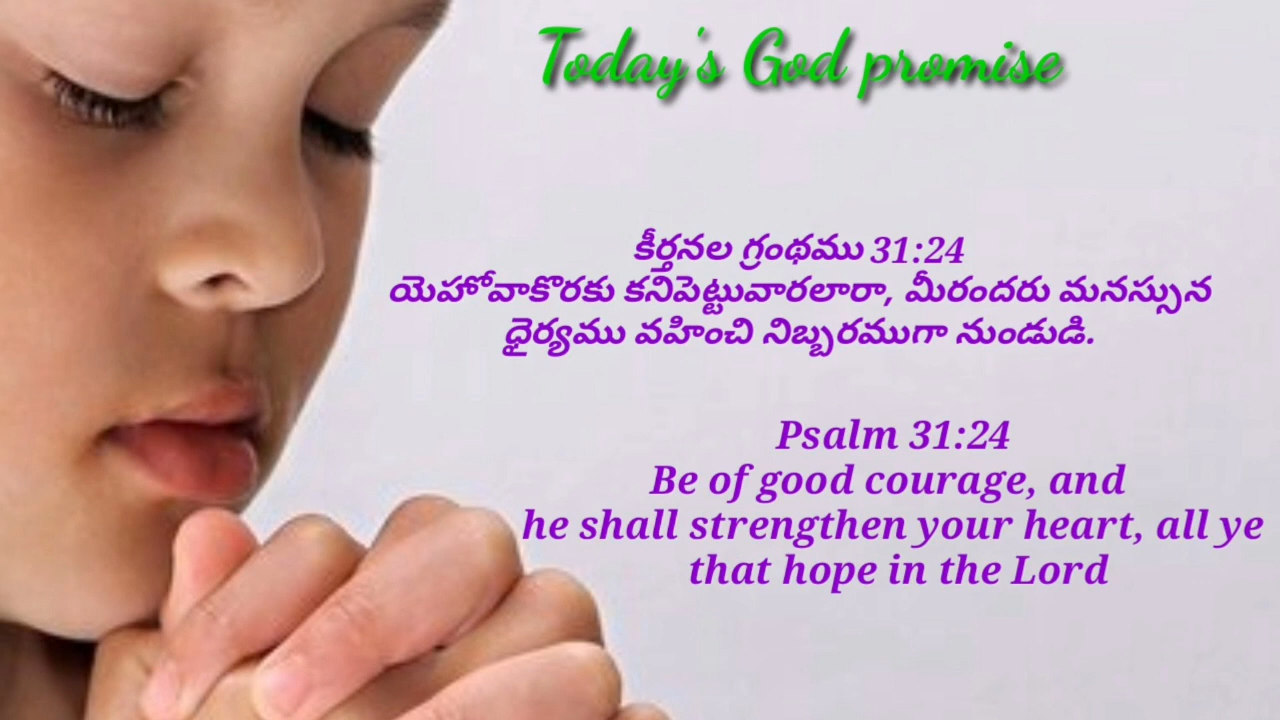 Today's God promise
కీర్తనల గ్రంథము 31:24
యెహోవాకొరకు కనిపెట్టువారలారా, మీరందరు మనస్సున
ధైర్యము వహించి నిబ్బరముగా నుండుడి.
Psalm 31:24
Be of good courage, and
he shall strengthen your heart, all ye
that hope in the Lord